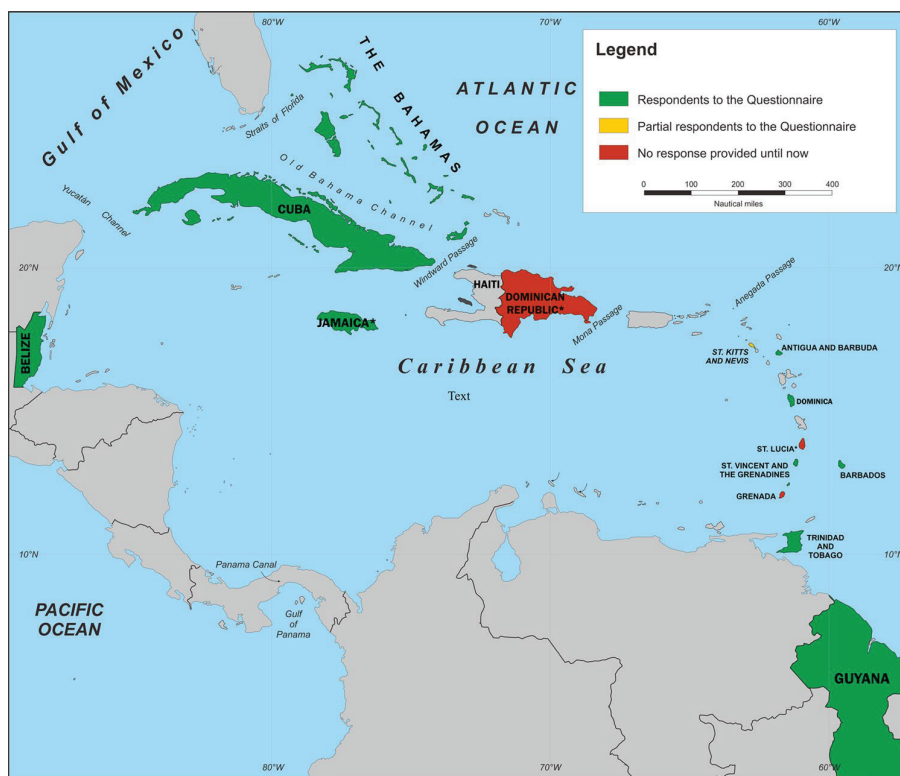 80°W
70°W
60°W
Gulf of Mexico
THE BAHAMAS
ATLANTIC
OCEAN
Legend
Respondents to the Questionnaire
Partial respondents to the Questionnaire
No response provided until now
0 100 200 300 400
Nautical miles
Straits of Florida
Old Bahama Channel
Yucatán
Channel
CUBA
Windward Passage
20°N
20°N
HAITI
DOMINICAN
REPUBLIC*
Mona Passage
Anegada Passage
JAMAICA*
BELIZE
ST. KITTS
AND NEVIS
ANTIGUA AND BARBUDA
Caribbean Sea
Text
DOMINICA
ST. LUCIA*
ST. VINCENT AND
THE GRENADINES
BARBADOS
GRENADA
TRINIDAD
AND
TOBAGO
10°N
10°N
Panama Canal
Gulf
of
Panama
PACIFIC
OCEAN
GUYANA
80°W
70°W
60°W